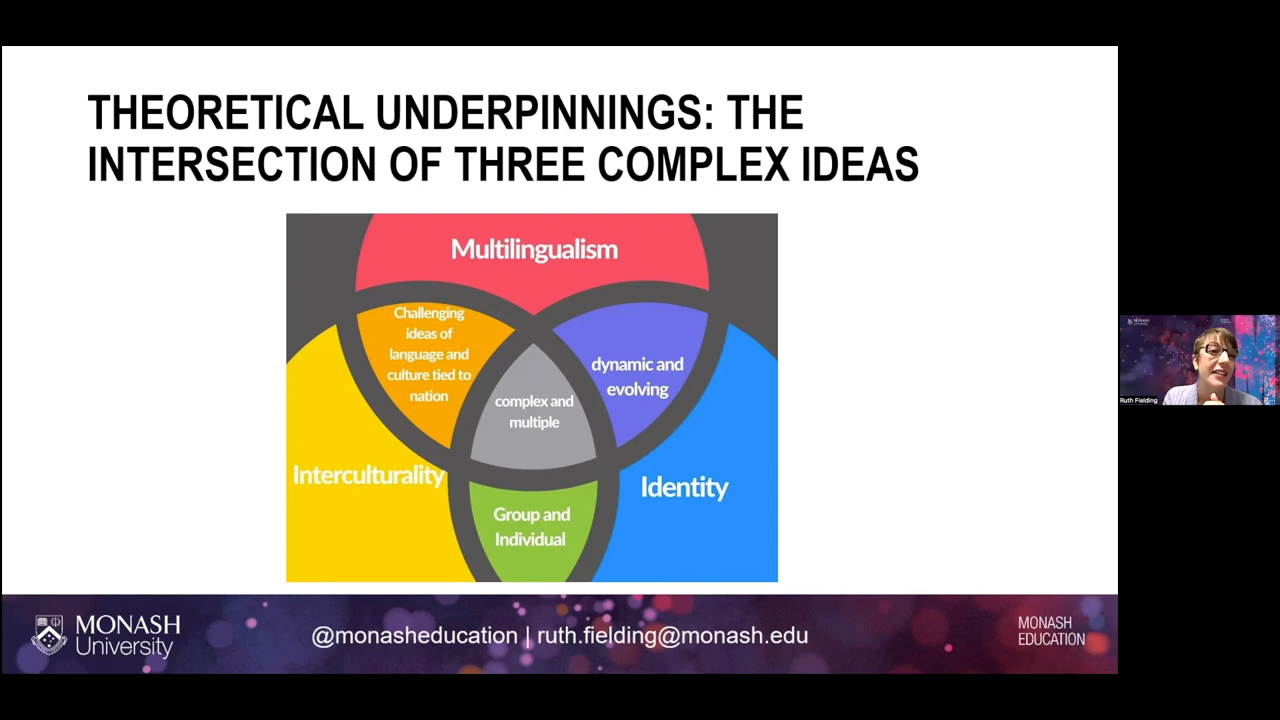 THEORETICAL UNDERPINNINGS: THE
INTERSECTION OF THREE COMPLEX IDEAS
Multilingualism
Challenging
ideas of
language and
culture tied to
nation
dynamic and
evolving
complex and
multiple
Interculturality
Identity
Group and
Individual
MONASH
University
@monasheducation | ruth.fielding@monash.edu
MONASH
EDUCATION
MONASH
Ruth Fielding